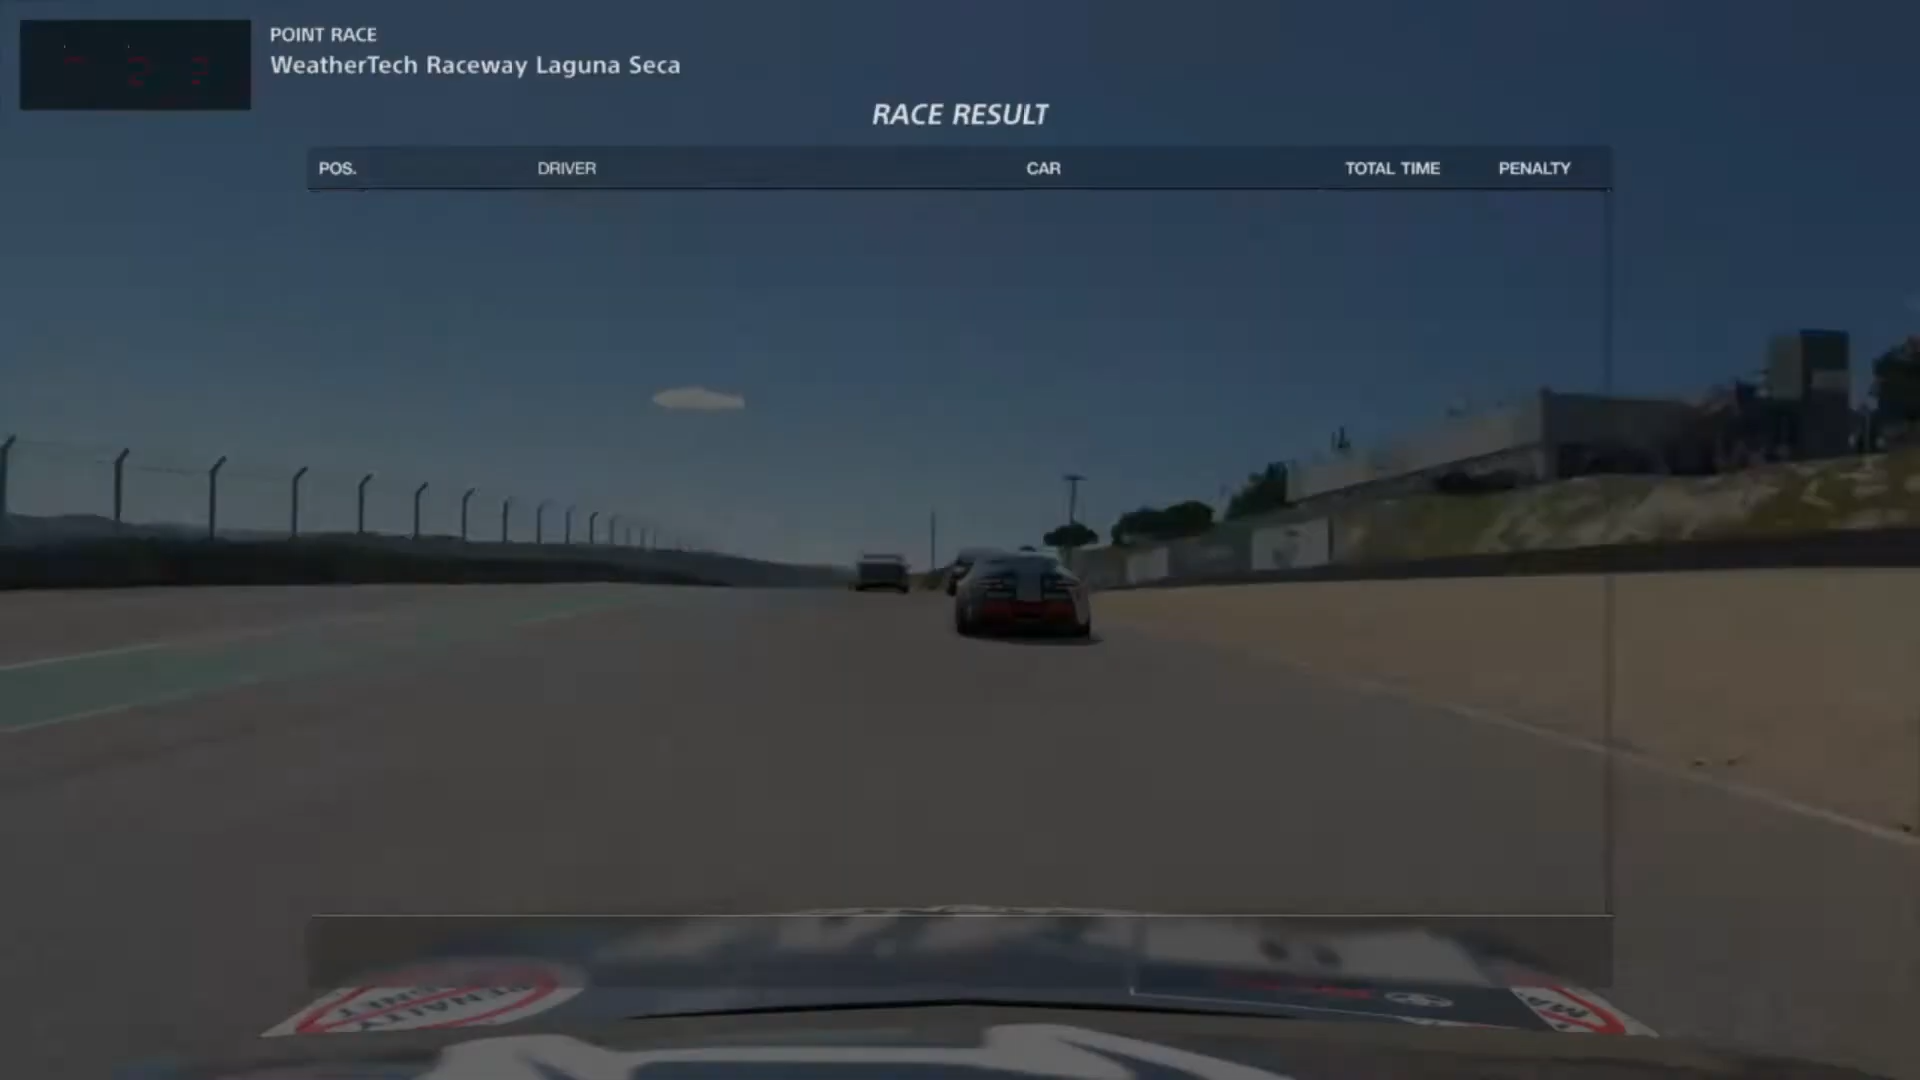 POINT RACE
WeatherTech Raceway Laguna Seca
RACE RESULT
POS. DRIVER CAR TOTAL TIME PENALTY